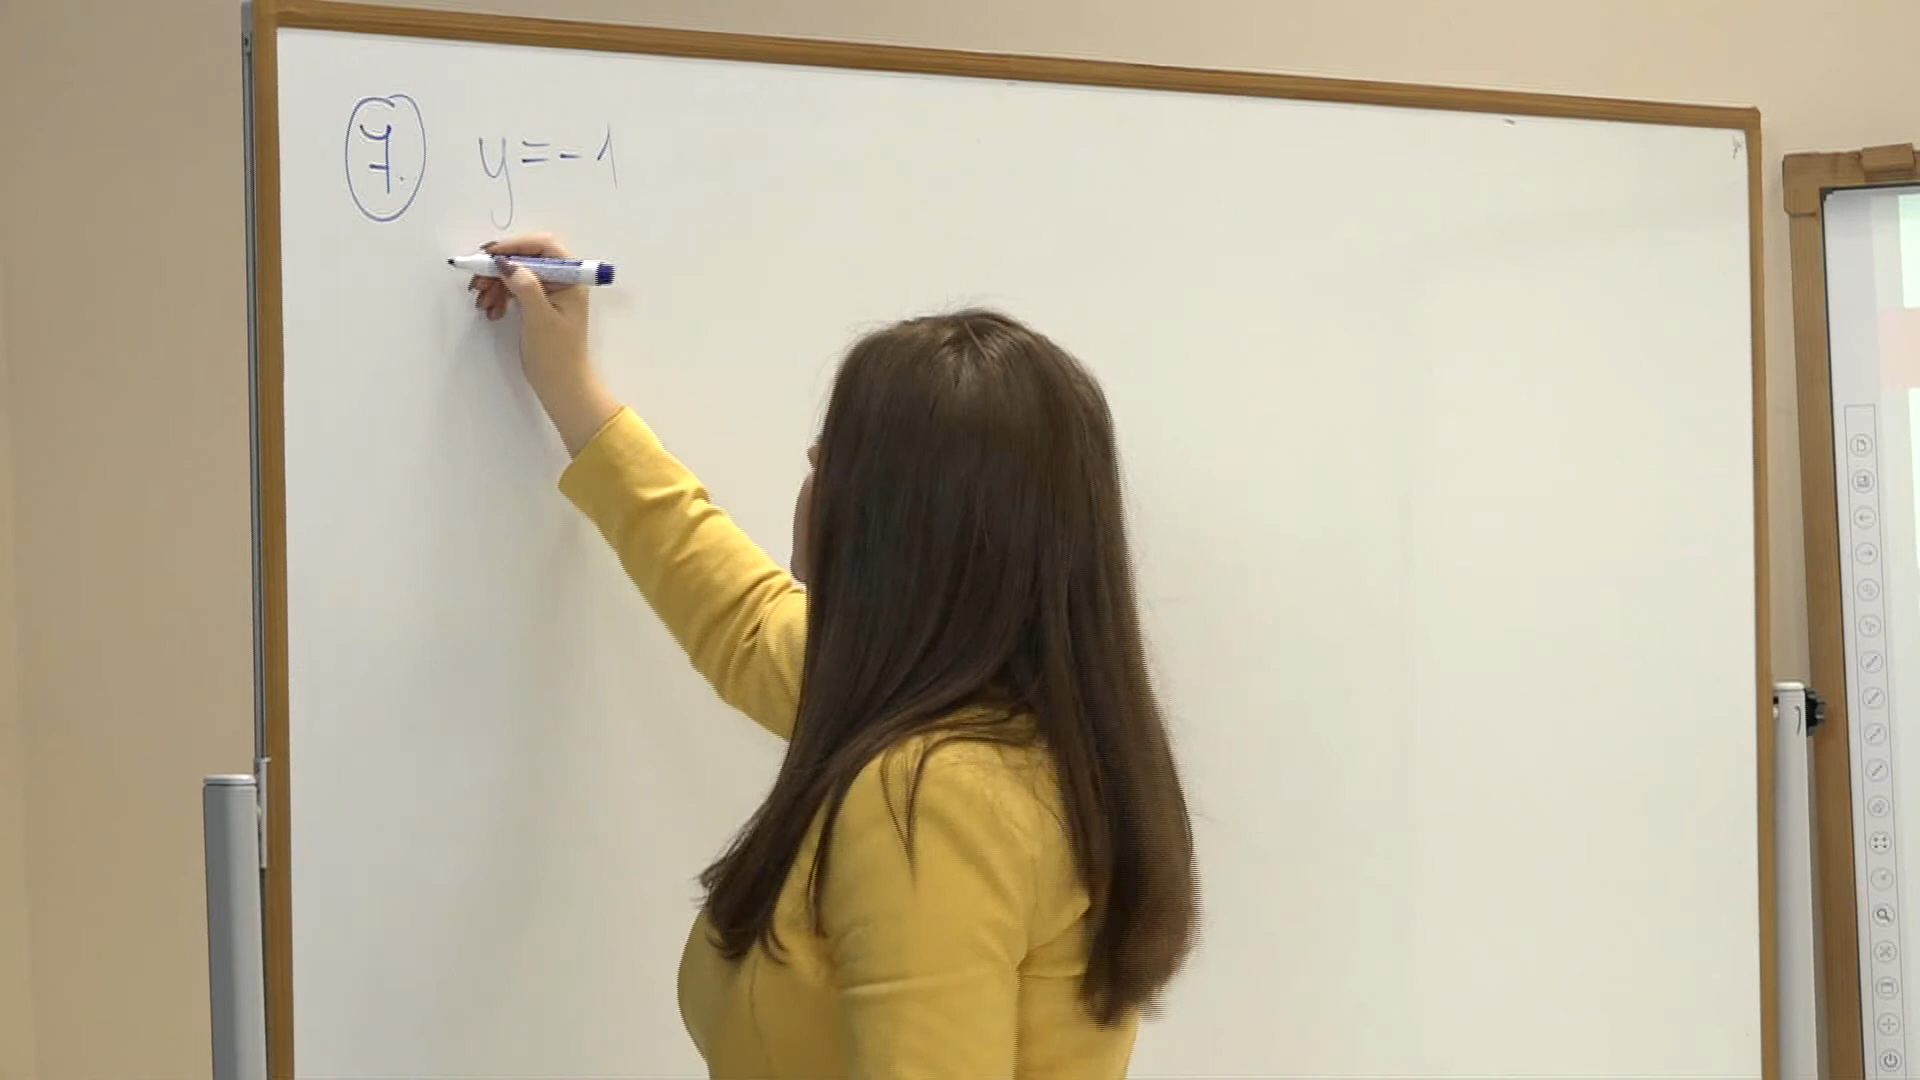 7. y = -1